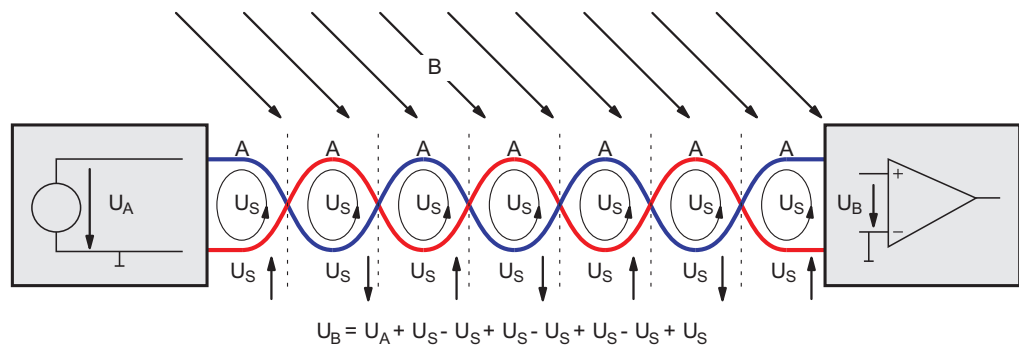 B
A A A A A A A
U_A U_S U_S U_S U_S U_S U_S U_S U_B + −
U_S U_S U_S U_S U_S U_S U_S
U_B = U_A + U_S - U_S + U_S - U_S + U_S - U_S + U_S